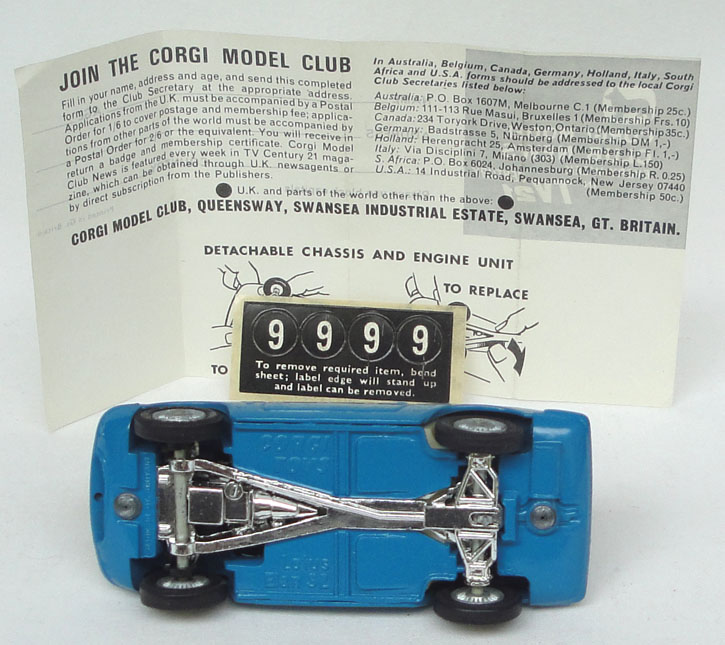 JOIN THE CORGI MODEL CLUB
Fill in your name, address and age, and send this completed
form to the Club Secretary at the appropriate address.
Applications from the U.K. must be accompanied by a Postal
Order for 1/6 to cover postage and membership fee; applica-
tions from other parts of the world must be accompanied by
a Postal Order for 2/6 or the equivalent. You will receive in
return a badge and membership certificate. Corgi Model
Club News is featured every week in TV Century 21 maga-
zine, which can be obtained through U.K. newsagents or
by direct subscription from the Publishers.
In Australia, Belgium, Canada, Germany, Holland, Italy, South
Africa and U.S.A. forms should be addressed to the local Corgi
Club Secretaries listed below:
Australia: P.O. Box 1607M, Melbourne C.1 (Membership 25c.)
Belgium: 111-113 Rue Masui, Bruxelles 1 (Membership Frs. 10)
Canada: 234 Toryork Drive, Weston, Ontario (Membership 35c.)
Germany: Badstrasse 5, Nürnberg (Membership DM 1,-)
Holland: Herengracht 25, Amsterdam (Membership Fl. 1,-)
Italy: Via Disciplini 7, Milano (303) (Membership L.150)
S. Africa: P.O. Box 6024, Johannesburg (Membership R. 0.25)
U.S.A.: 14 Industrial Road, Pequannock, New Jersey 07440
(Membership 50c.)
● U.K. and parts of the world other than the above: ●
CORGI MODEL CLUB, QUEENSWAY, SWANSEA INDUSTRIAL ESTATE, SWANSEA, GT. BRITAIN.
DETACHABLE CHASSIS AND ENGINE UNIT
TO REPLACE
TO
9 9 9 9
To remove required item, bend
sheet; label edge will stand up
and label can be removed.
CORGI
TOYS
LOTUS